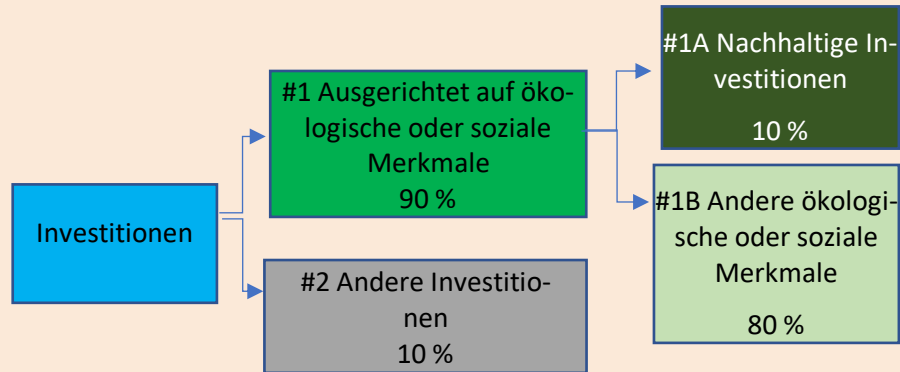 Investitionen
#1 Ausgerichtet auf öko-
logische oder soziale
Merkmale
90 %
#2 Andere Investitio-
nen
10 %
#1A Nachhaltige In-
vestitionen
10 %
#1B Andere ökologi-
sche oder soziale
Merkmale
80 %